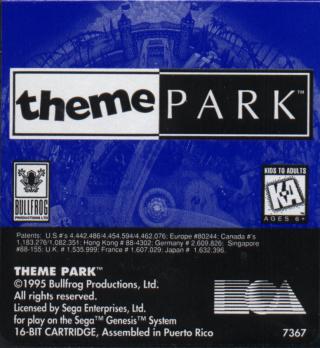 theme PARK™
BULLFROG
PRODUCTIONS LTD
KIDS TO ADULTS
K-A
AGES 6+
Patents: U.S.#'s 4,442,486/4,454,594/4,462,076; Europe #80244; Canada #'s
1,183,276/1,082,351; Hong Kong # 88-4302; Germany # 2,609,826; Singapore
#88-155; U.K. # 1,535,999; France # 1,607,029; Japan # 1,632,396.
THEME PARK™
©1995 Bullfrog Productions, Ltd.
All rights reserved.
Licensed by Sega Enterprises, Ltd.
for play on the Sega™ Genesis™ System
16-BIT CARTRIDGE, Assembled in Puerto Rico
7367